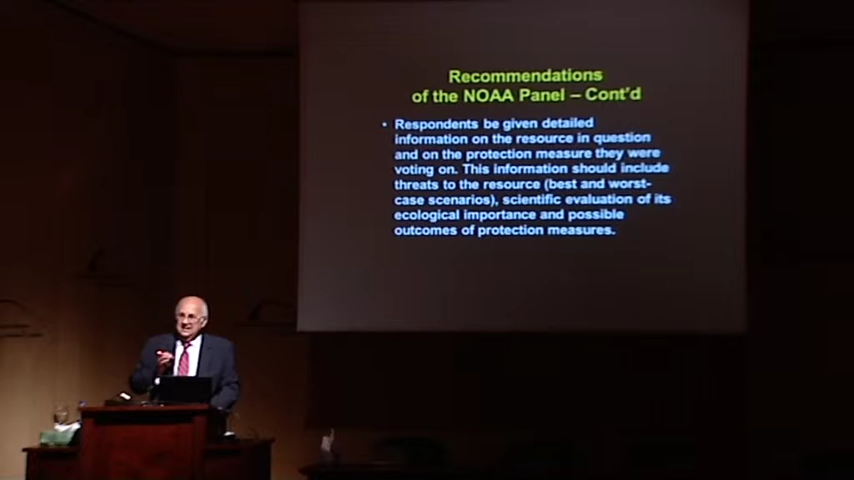 Recommendations
of the NOAA Panel – Cont'd
• Respondents be given detailed
information on the resource in question
and on the protection measure they were
voting on. This information should include
threats to the resource (best and worst-
case scenarios), scientific evaluation of its
ecological importance and possible
outcomes of protection measures.